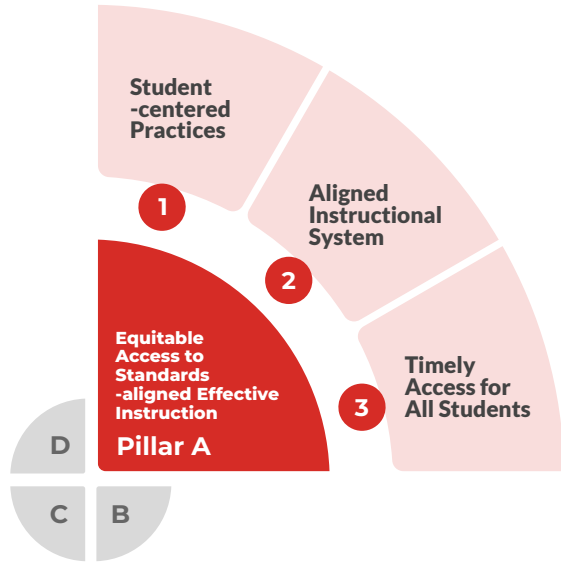 Student
-centered
Practices
1
Aligned
Instructional
System
2
Equitable
Access to
Standards
-aligned Effective
Instruction
Pillar A
Timely
Access for
All Students
3
D
C
B